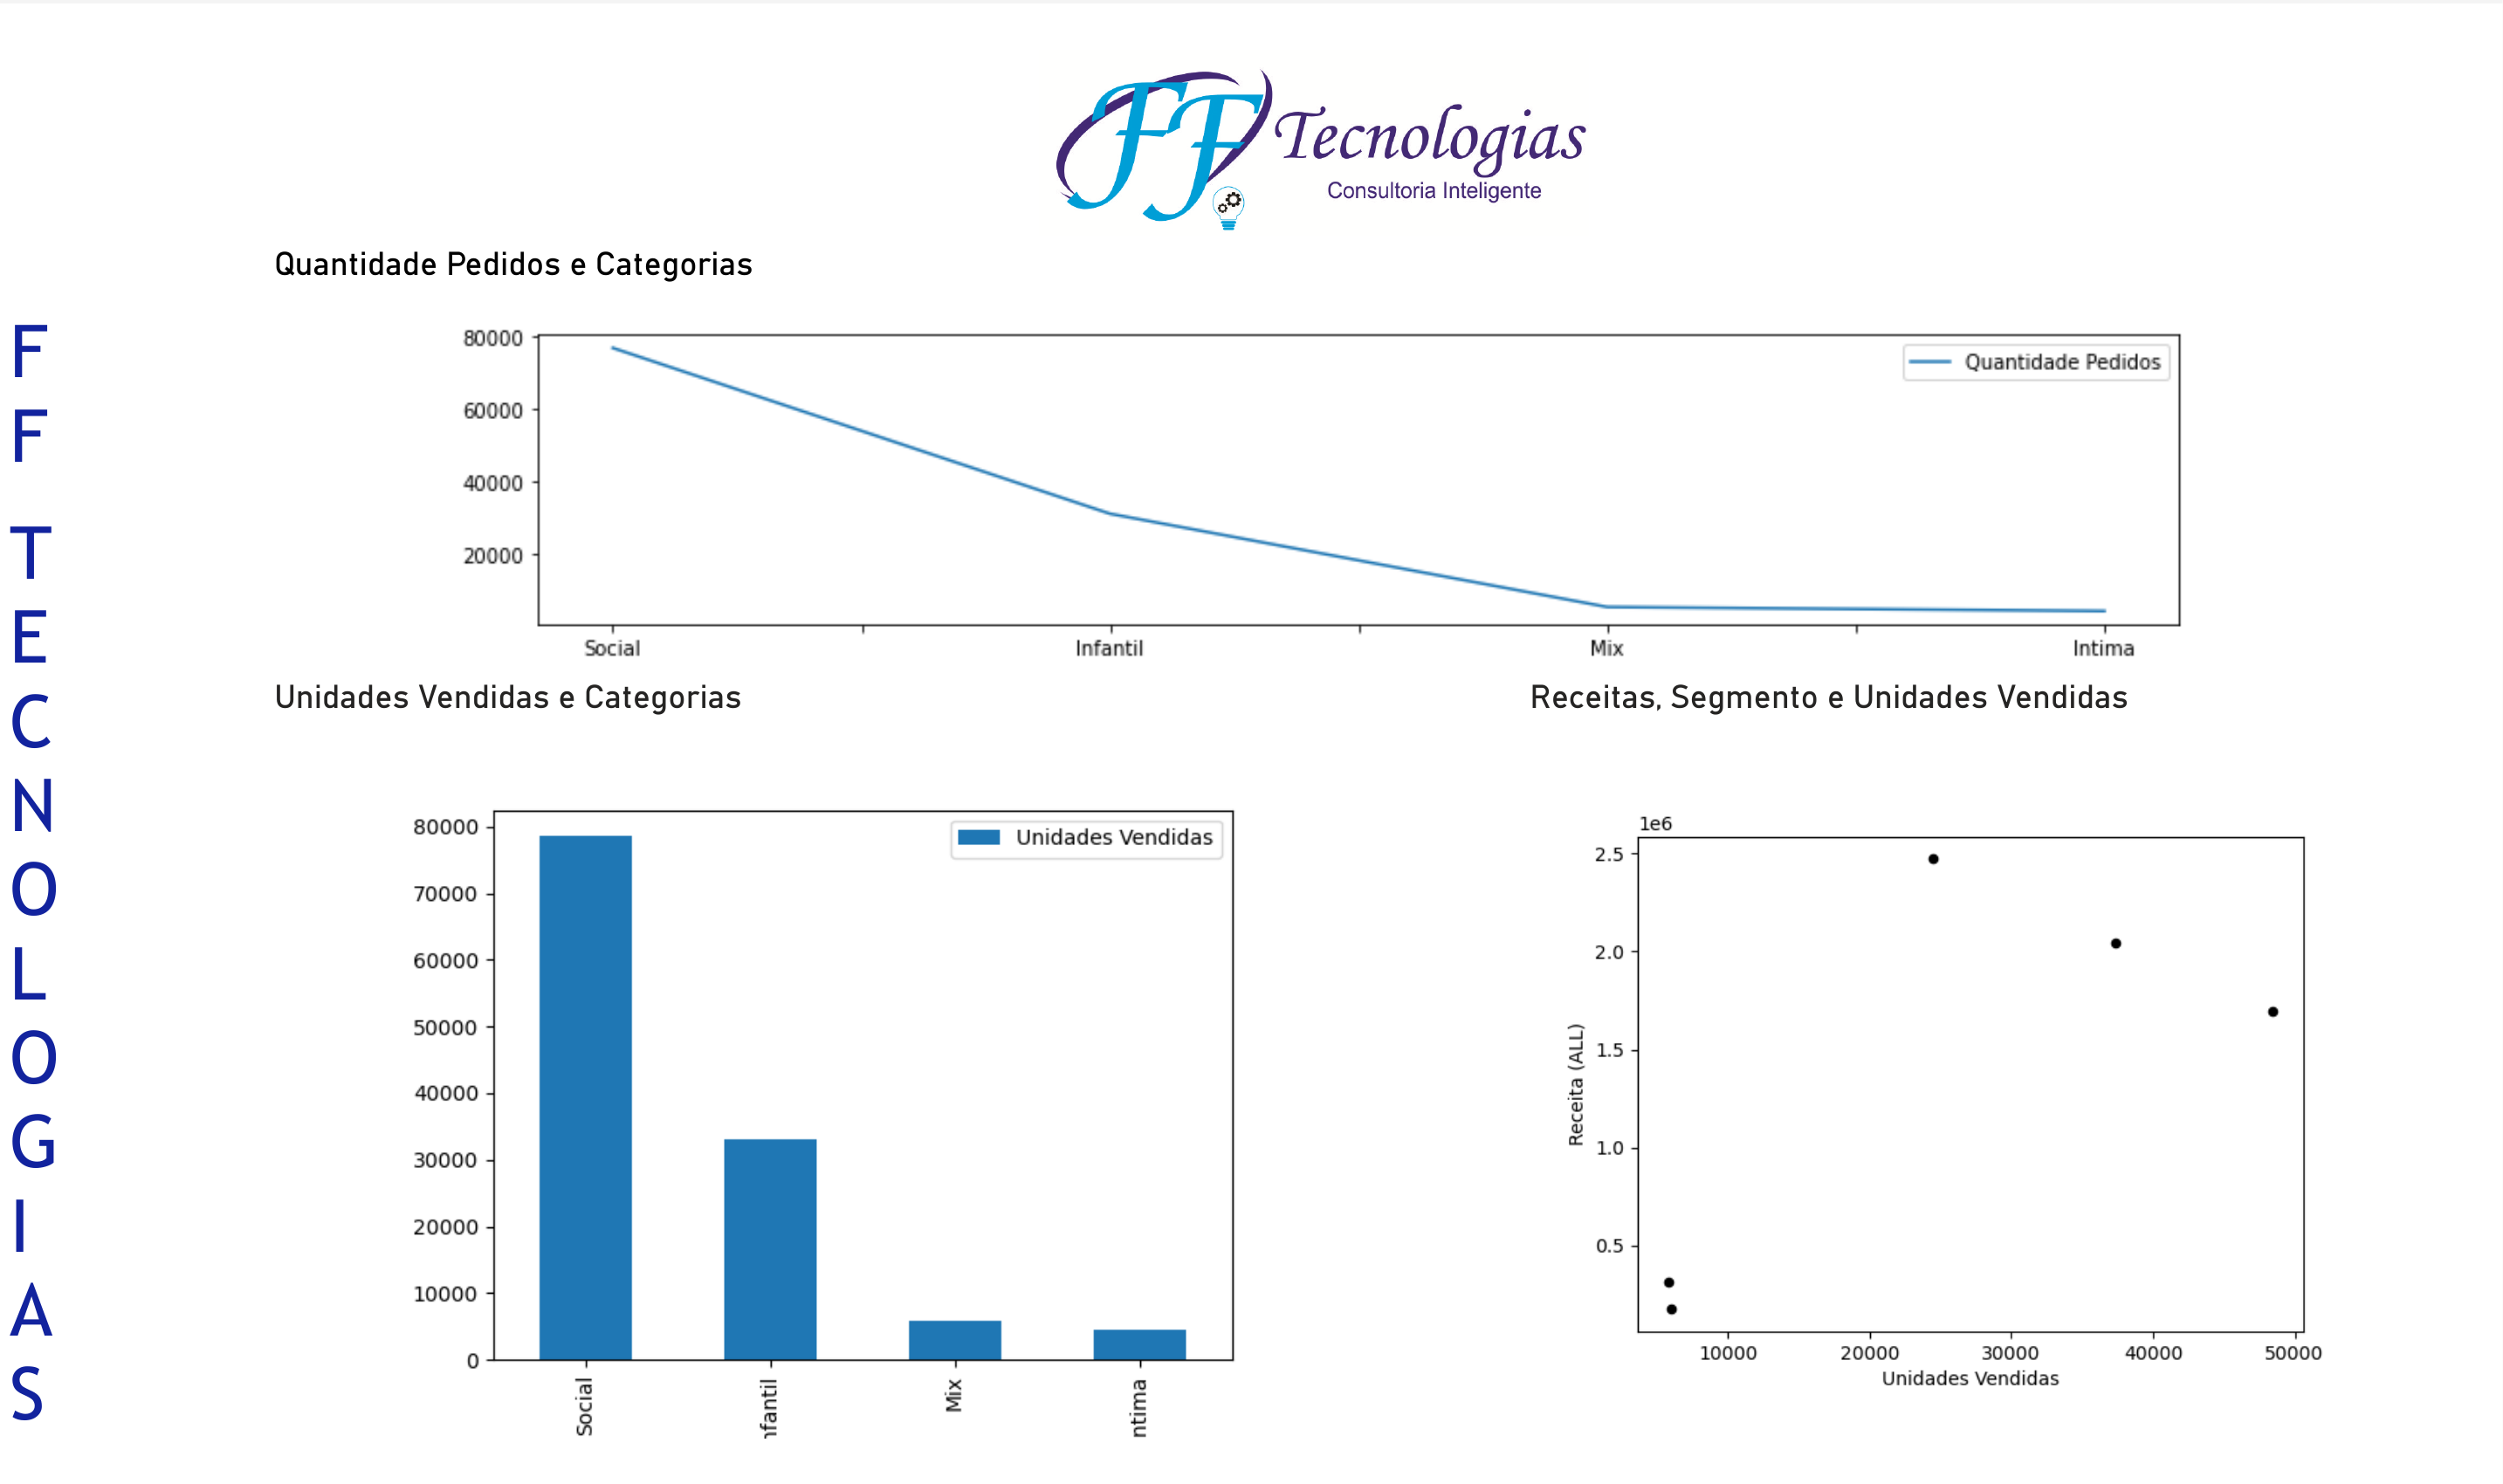 FF Tecnologias
Consultoria Inteligente
Quantidade Pedidos e Categorias
F
F
T
E
C
N
O
L
O
G
I
A
S
80000
60000
40000
20000
Quantidade Pedidos
Social
Infantil
Mix
Intima
Unidades Vendidas e Categorias
80000
70000
60000
50000
40000
30000
20000
10000
0
Unidades Vendidas
Social
nfantil
Mix
ntima
Receitas, Segmento e Unidades Vendidas
1e6
2.5
2.0
1.5
1.0
0.5
Receita (ALL)
10000
20000
30000
40000
50000
Unidades Vendidas